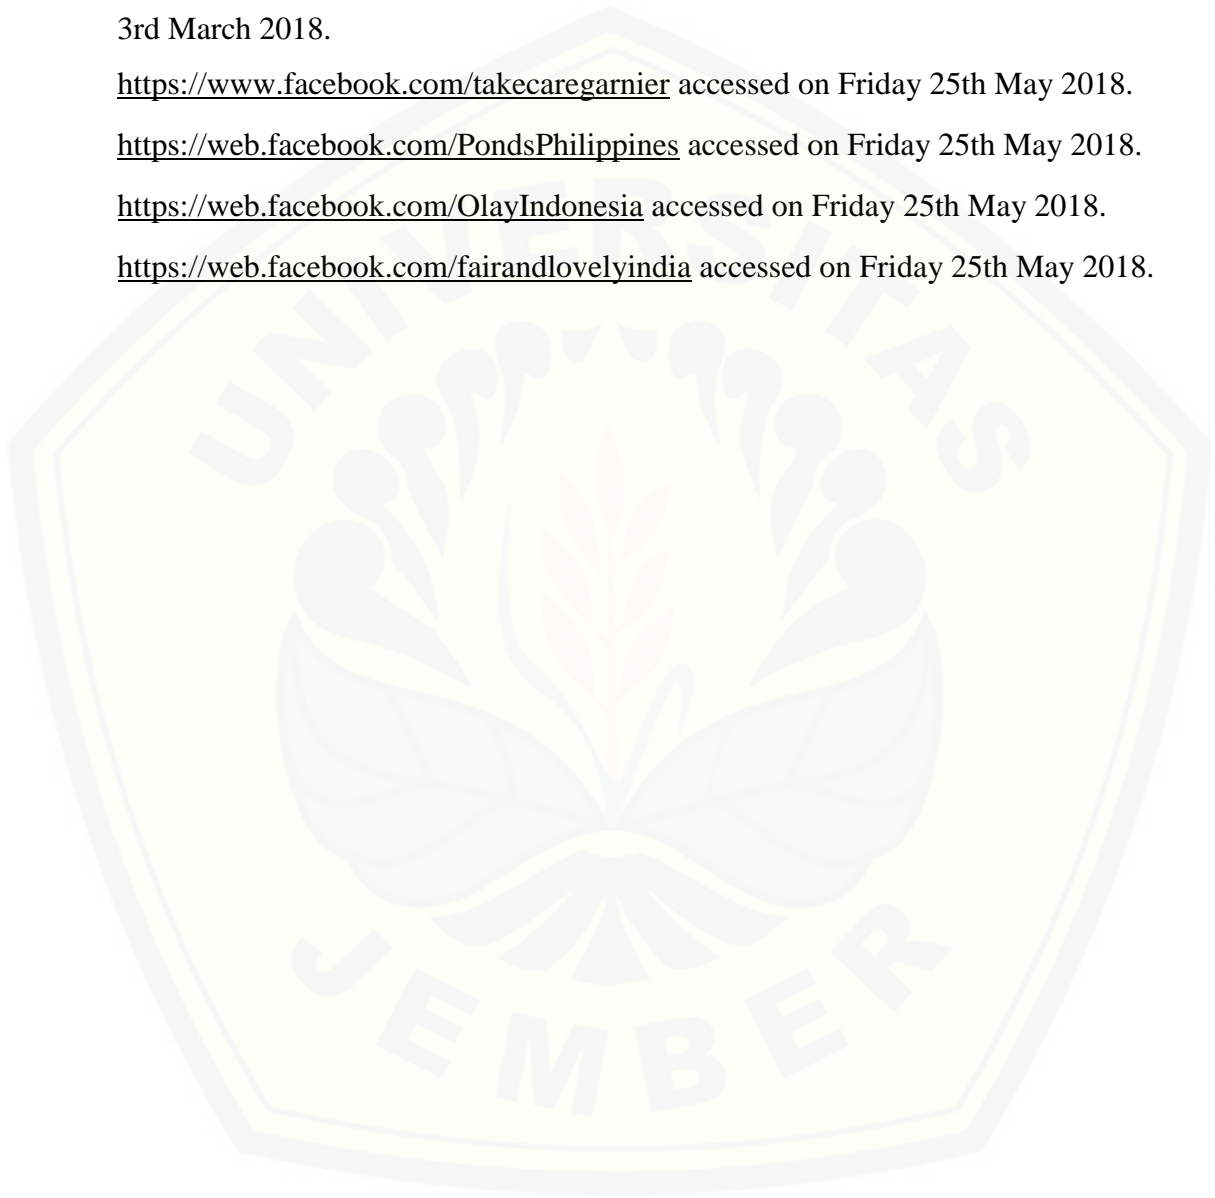 3rd March 2018.
https://www.facebook.com/takecaregarnier accessed on Friday 25th May 2018.
https://web.facebook.com/PondsPhilippines accessed on Friday 25th May 2018.
https://web.facebook.com/OlayIndonesia accessed on Friday 25th May 2018.
https://web.facebook.com/fairandlovelyindia accessed on Friday 25th May 2018.
UNIVERSITAS
JEMBER